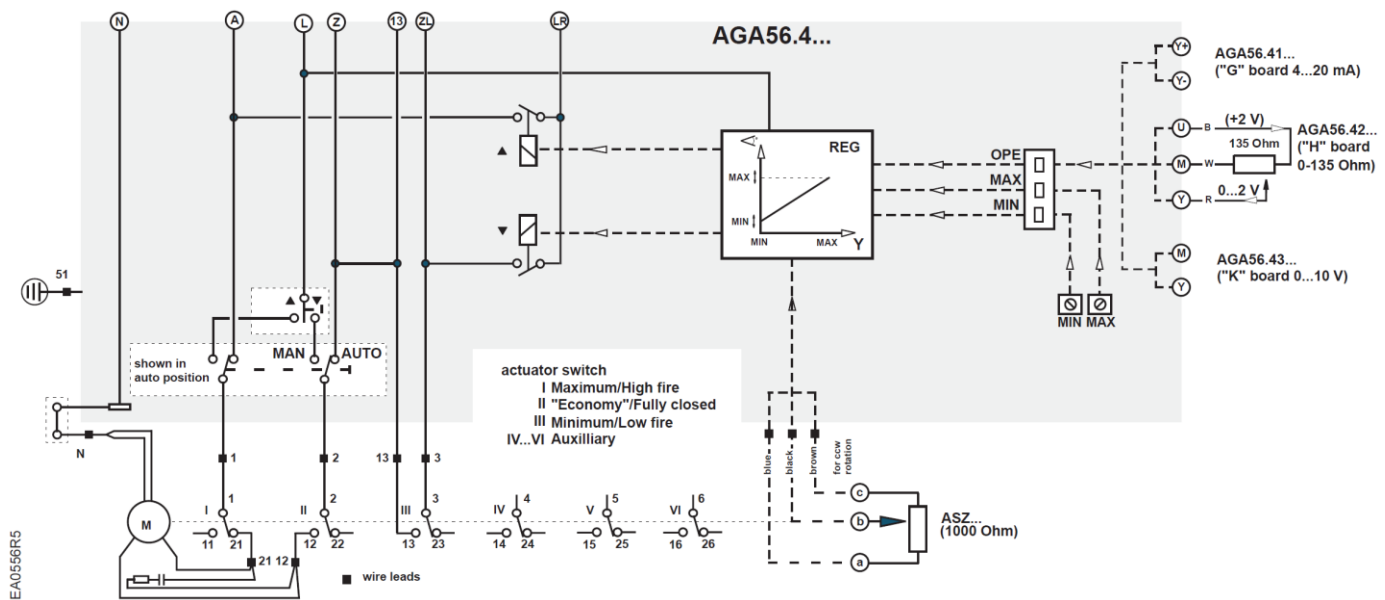 N A L Z 13 ZL LR
AGA56.4...
Y+
Y-
AGA56.41...
("G" board 4...20 mA)
U B (+2 V)
135 Ohm
M W
Y R 0...2 V
AGA56.42...
("H" board
0-135 Ohm)
M
Y
AGA56.43...
("K" board 0...10 V)
REG
MAX
MIN
MIN MAX Y
OPE
MAX
MIN
MIN MAX
51
▲ ▼
▲
▼
MAN AUTO
shown in
auto position
actuator switch
I Maximum/High fire
II "Economy"/Fully closed
III Minimum/Low fire
IV...VI Auxilliary
N
1 2 13 3
blue black brown
for ccw
rotation
1 2 3 4 5 6
I II III IV V VI
11 21 12 22 13 23 14 24 15 25 16 26
M
21 12
wire leads
c
b
a
ASZ...
(1000 Ohm)
EA0556R5